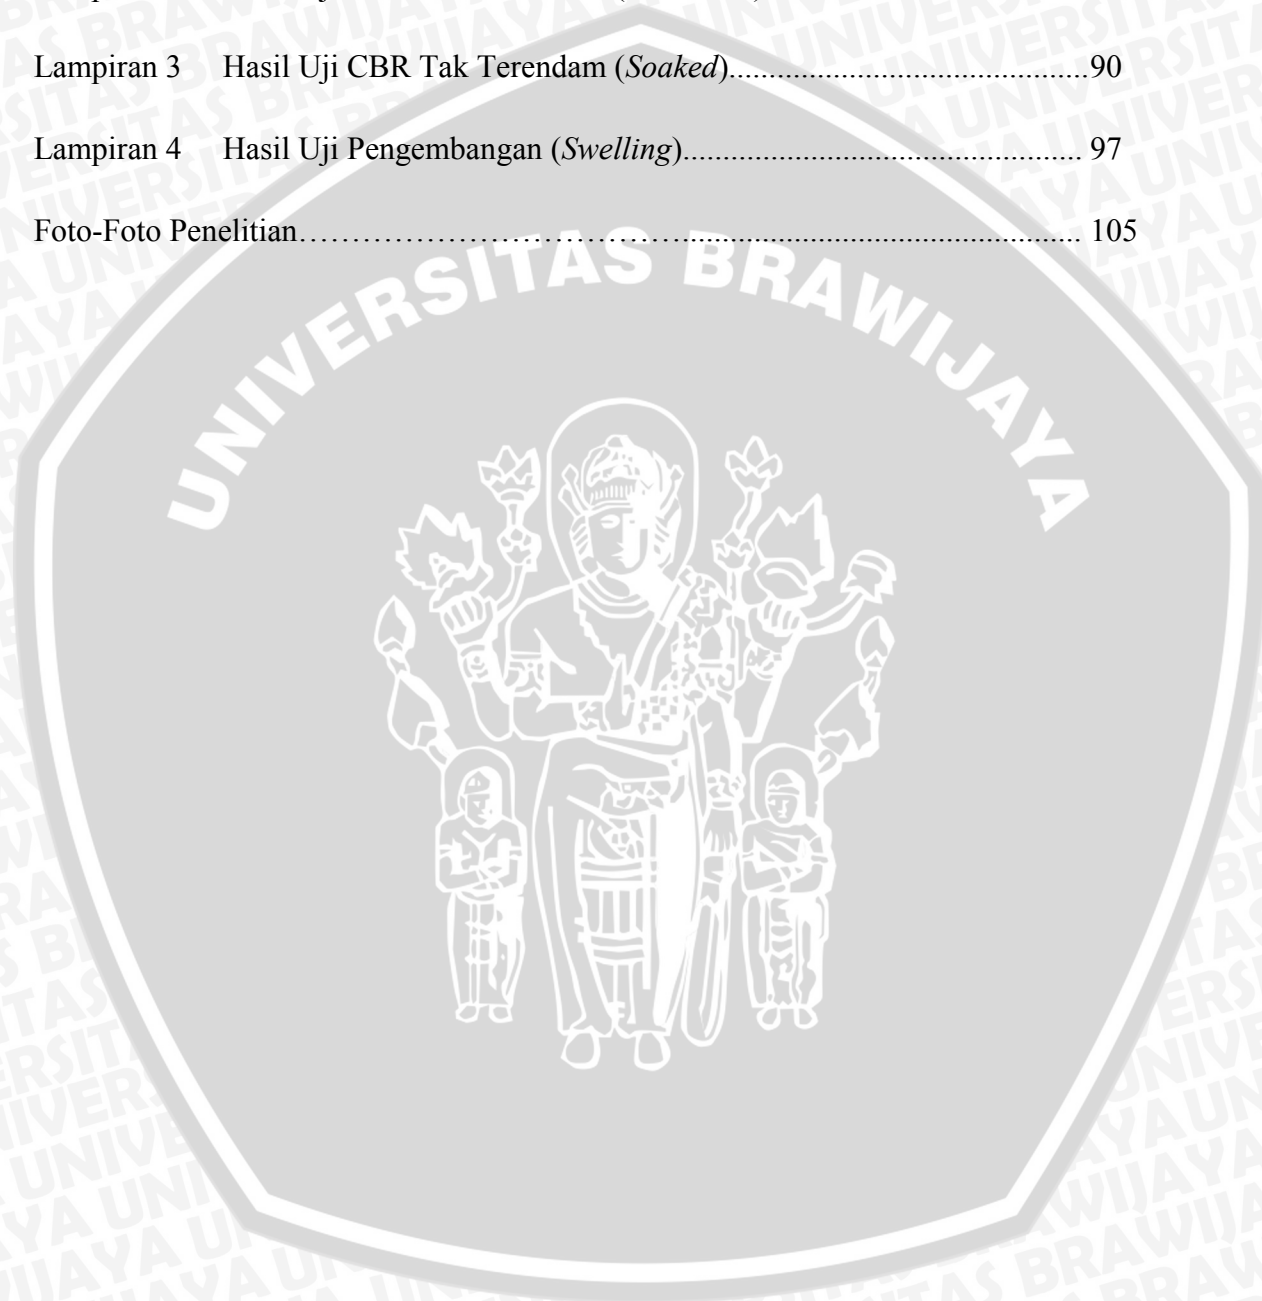 Lampiran 3 Hasil Uji CBR Tak Terendam (Soaked).......................................90
Lampiran 4 Hasil Uji Pengembangan (Swelling)........................................... 97
Foto-Foto Penelitian………………………………........................................... 105
UNIVERSITAS BRAWIJAYA